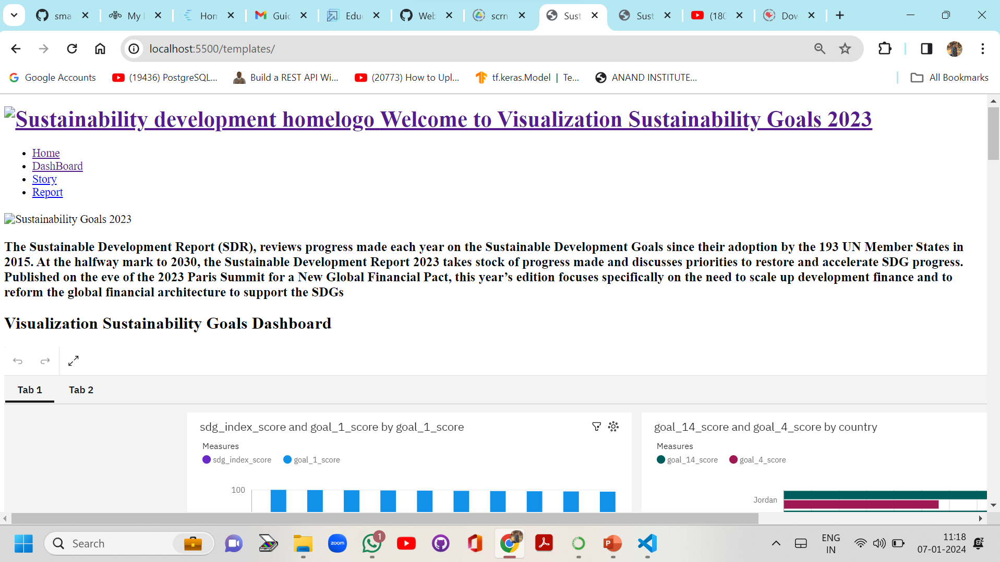 sma
My
Hom
Guid
Edu
Web
scrn
Sust
Sust
(180
Dow
localhost:5500/templates/
Google Accounts
(19436) PostgreSQL...
Build a REST API Wi...
(20773) How to Upl...
tf.keras.Model | Te...
ANAND INSTITUTE...
All Bookmarks
Sustainability development homelogo Welcome to Visualization Sustainability Goals 2023
Home
DashBoard
Story
Report
Sustainability Goals 2023
The Sustainable Development Report (SDR), reviews progress made each year on the Sustainable Development Goals since their adoption by the 193 UN Member States in
2015. At the halfway mark to 2030, the Sustainable Development Report 2023 takes stock of progress made and discusses priorities to restore and accelerate SDG progress.
Published on the eve of the 2023 Paris Summit for a New Global Financial Pact, this year’s edition focuses specifically on the need to scale up development finance and to
reform the global financial architecture to support the SDGs
Visualization Sustainability Goals Dashboard
Tab 1
Tab 2
sdg_index_score and goal_1_score by goal_1_score
Measures
sdg_index_score
goal_1_score
100
goal_14_score and goal_4_score by country
Measures
goal_14_score
goal_4_score
Jordan
Search
zoom
1
ENG
IN
11:18
07-01-2024